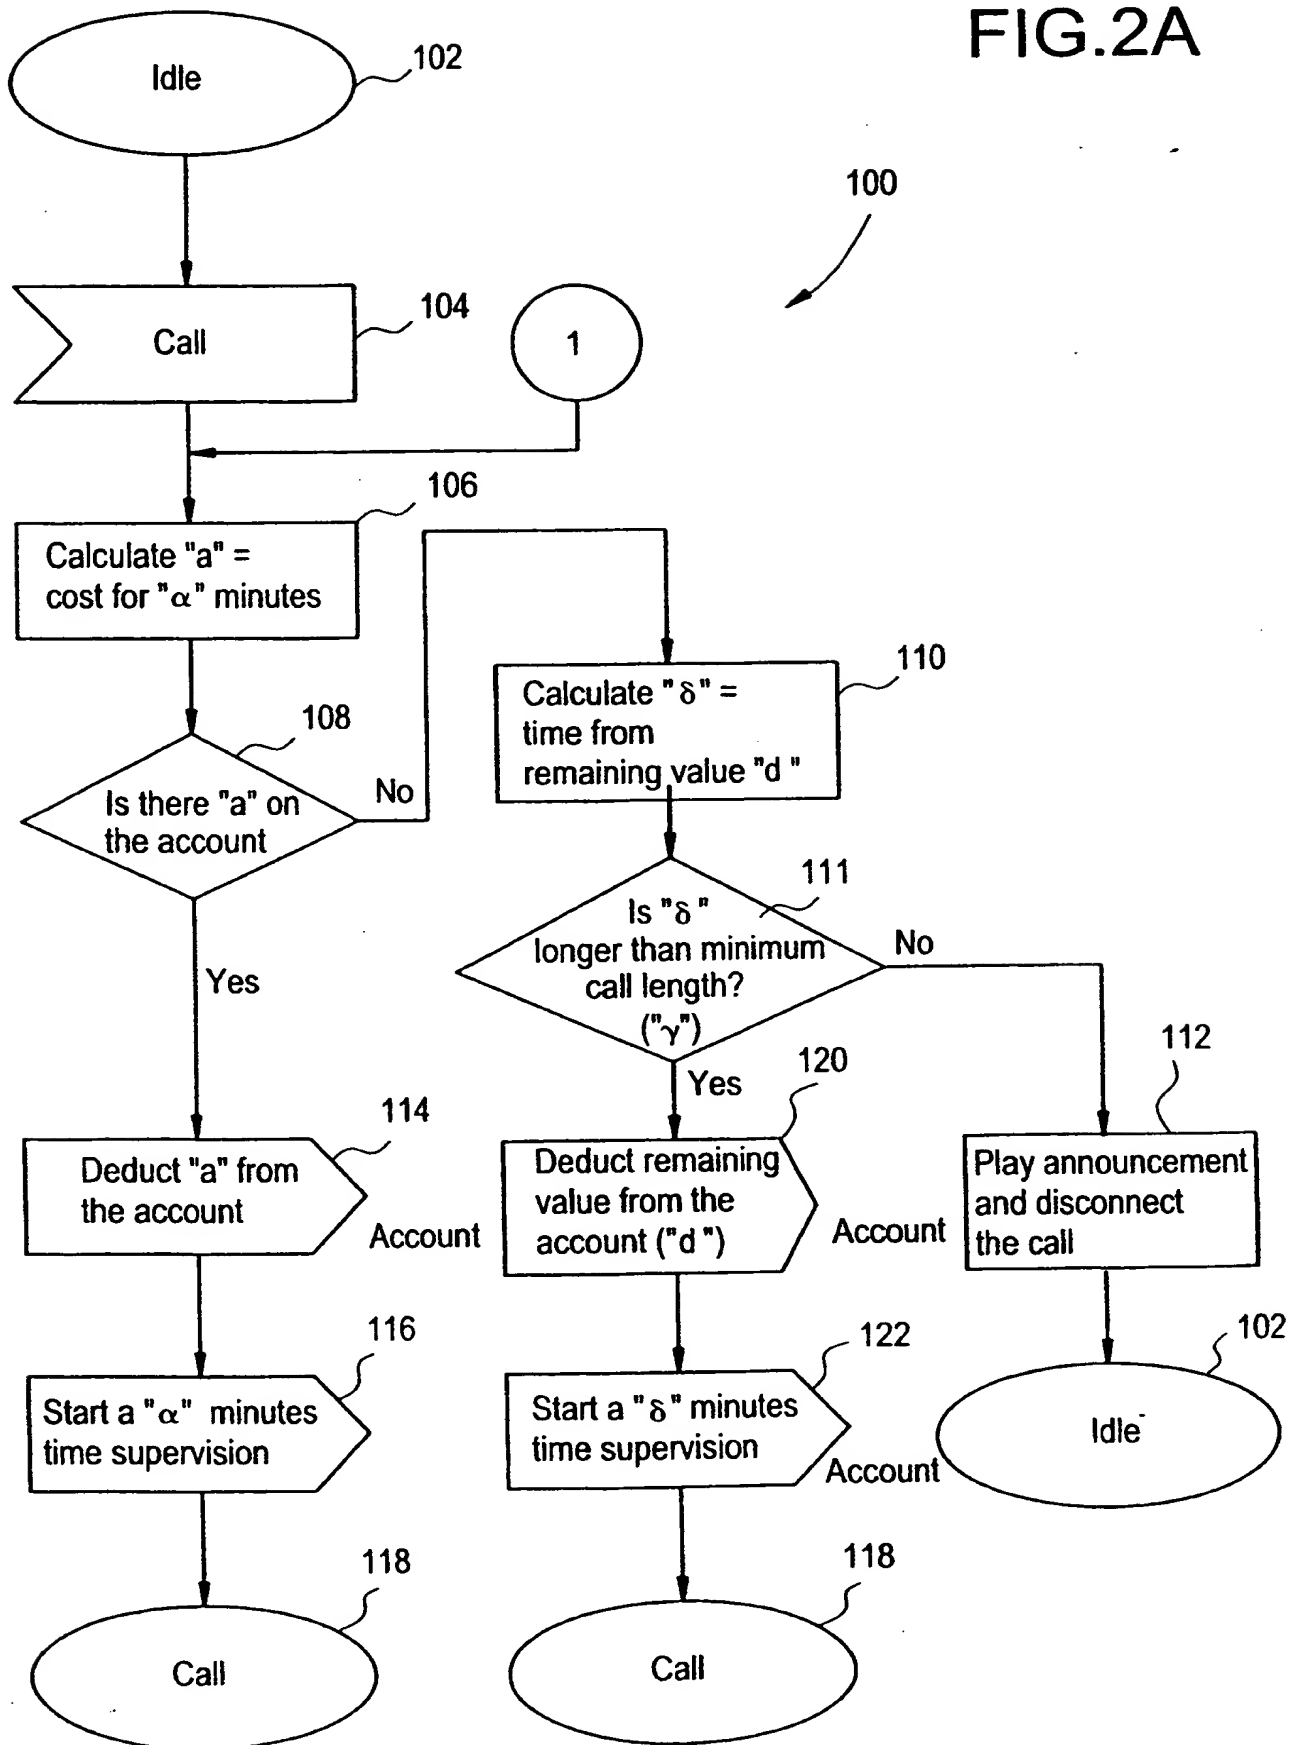 FIG.2A
Idle
102
100
Call
104
1
106
Calculate "a" =
cost for "α" minutes
108
Is there "a" on
the account
No
Yes
110
Calculate "δ" =
time from
remaining value "d"
111
Is "δ"
longer than minimum
call length?
("γ")
No
Yes
114
Deduct "a" from
the account
Account
120
Deduct remaining
value from the
account ("d")
Account
112
Play announcement
and disconnect
the call
116
Start a "α" minutes
time supervision
122
Start a "δ" minutes
time supervision
Account
102
Idle
118
Call
118
Call